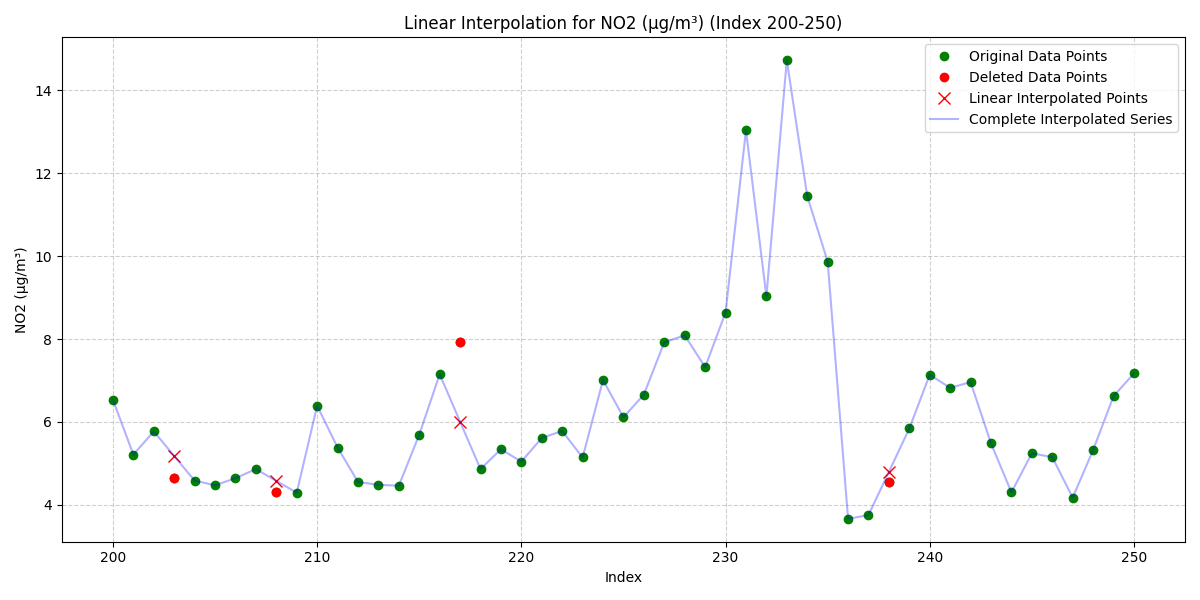 Linear Interpolation for NO2 (µg/m³) (Index 200-250)
Original Data Points
Deleted Data Points
Linear Interpolated Points
Complete Interpolated Series
NO2 (µg/m³)
14
12
10
8
6
4
200 210 220 230 240 250
Index